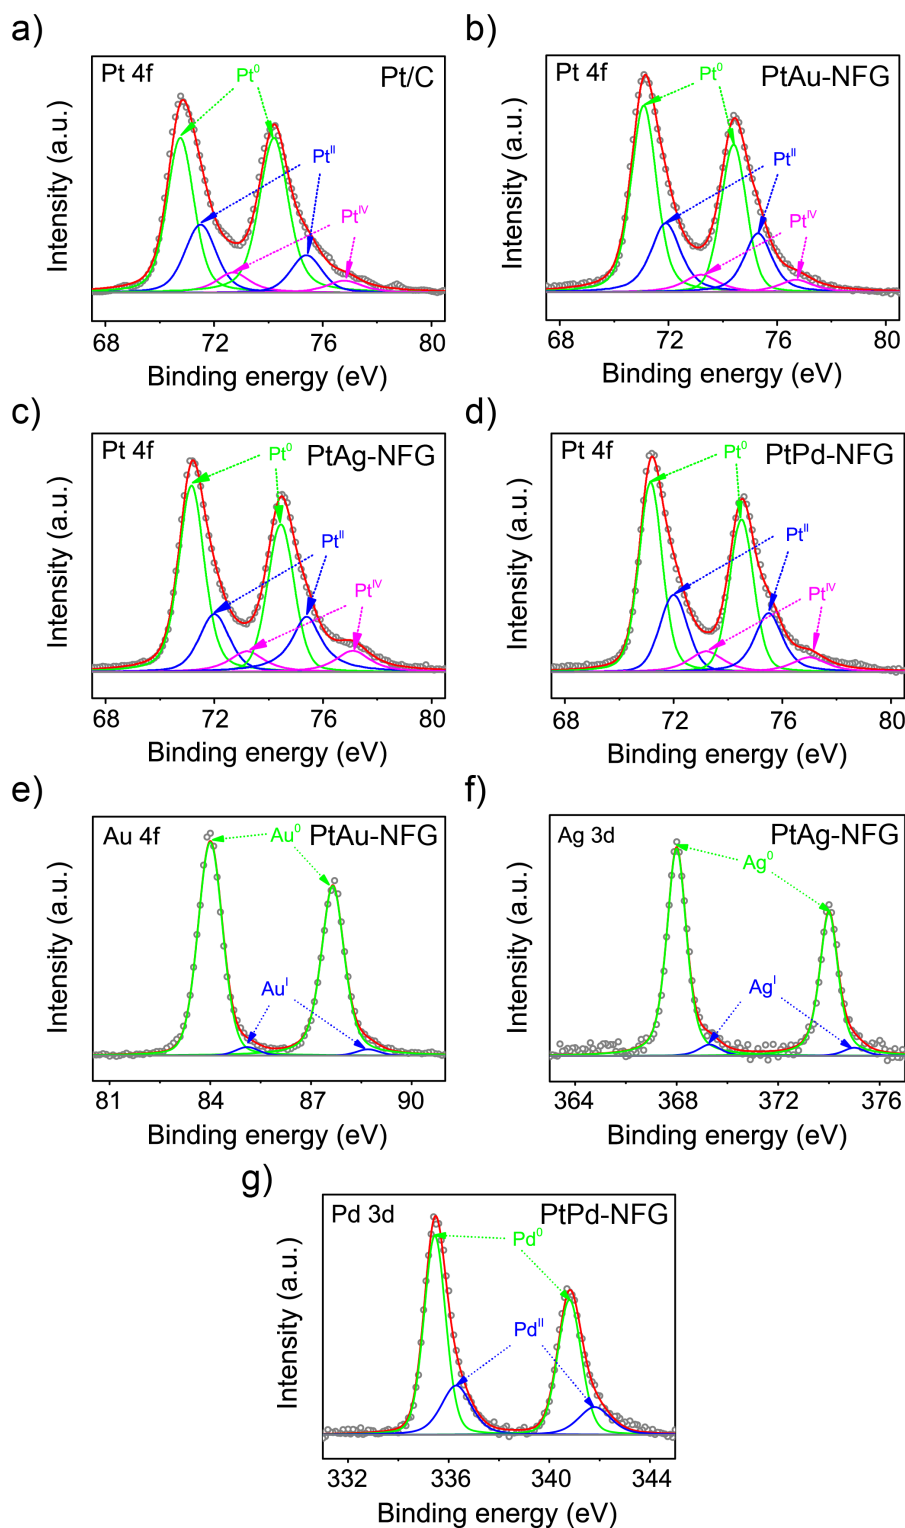 a)
Pt 4f
Pt⁰
Pt/C
Ptᴵᴵ
Ptᴵⱽ
Intensity (a.u.)
68 72 76 80
Binding energy (eV)
b)
Pt 4f
Pt⁰
PtAu-NFG
Ptᴵᴵ
Ptᴵⱽ
Intensity (a.u.)
68 72 76 80
Binding energy (eV)
c)
Pt 4f
Pt⁰
PtAg-NFG
Ptᴵᴵ
Ptᴵⱽ
Intensity (a.u.)
68 72 76 80
Binding energy (eV)
d)
Pt 4f
Pt⁰
PtPd-NFG
Ptᴵᴵ
Ptᴵⱽ
Intensity (a.u.)
68 72 76 80
Binding energy (eV)
e)
Au 4f
Au⁰
PtAu-NFG
Auᴵ
Intensity (a.u.)
81 84 87 90
Binding energy (eV)
f)
Ag 3d
PtAg-NFG
Ag⁰
Agᴵ
Intensity (a.u.)
364 368 372 376
Binding energy (eV)
g)
Pd 3d
PtPd-NFG
Pd⁰
Pdᴵᴵ
Intensity (a.u.)
332 336 340 344
Binding energy (eV)